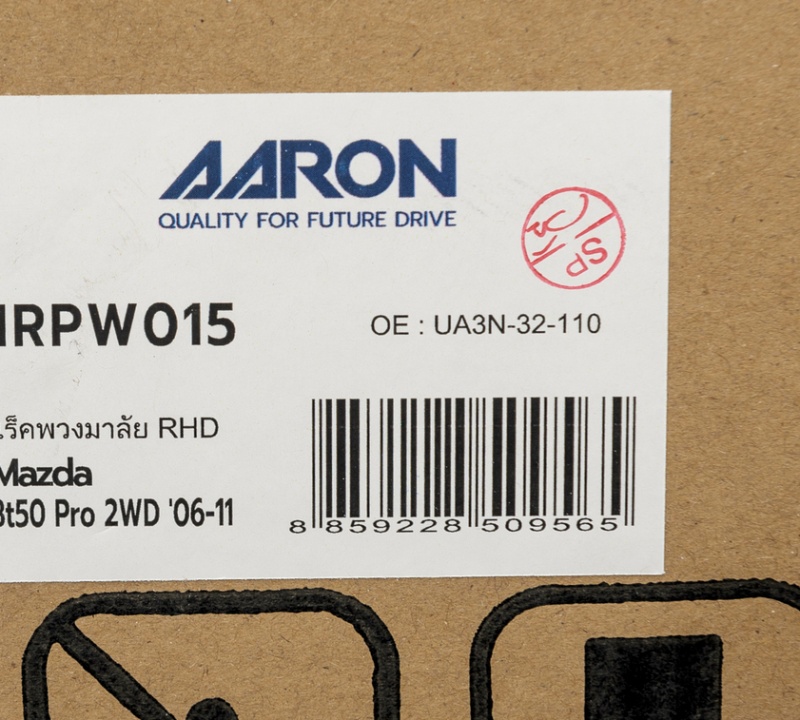 AARON
QUALITY FOR FUTURE DRIVE
SP
RPW015
OE : UA3N-32-110
เร็คพวงมาลัย RHD
Mazda
Bt50 Pro 2WD '06-11
8 859228 509565